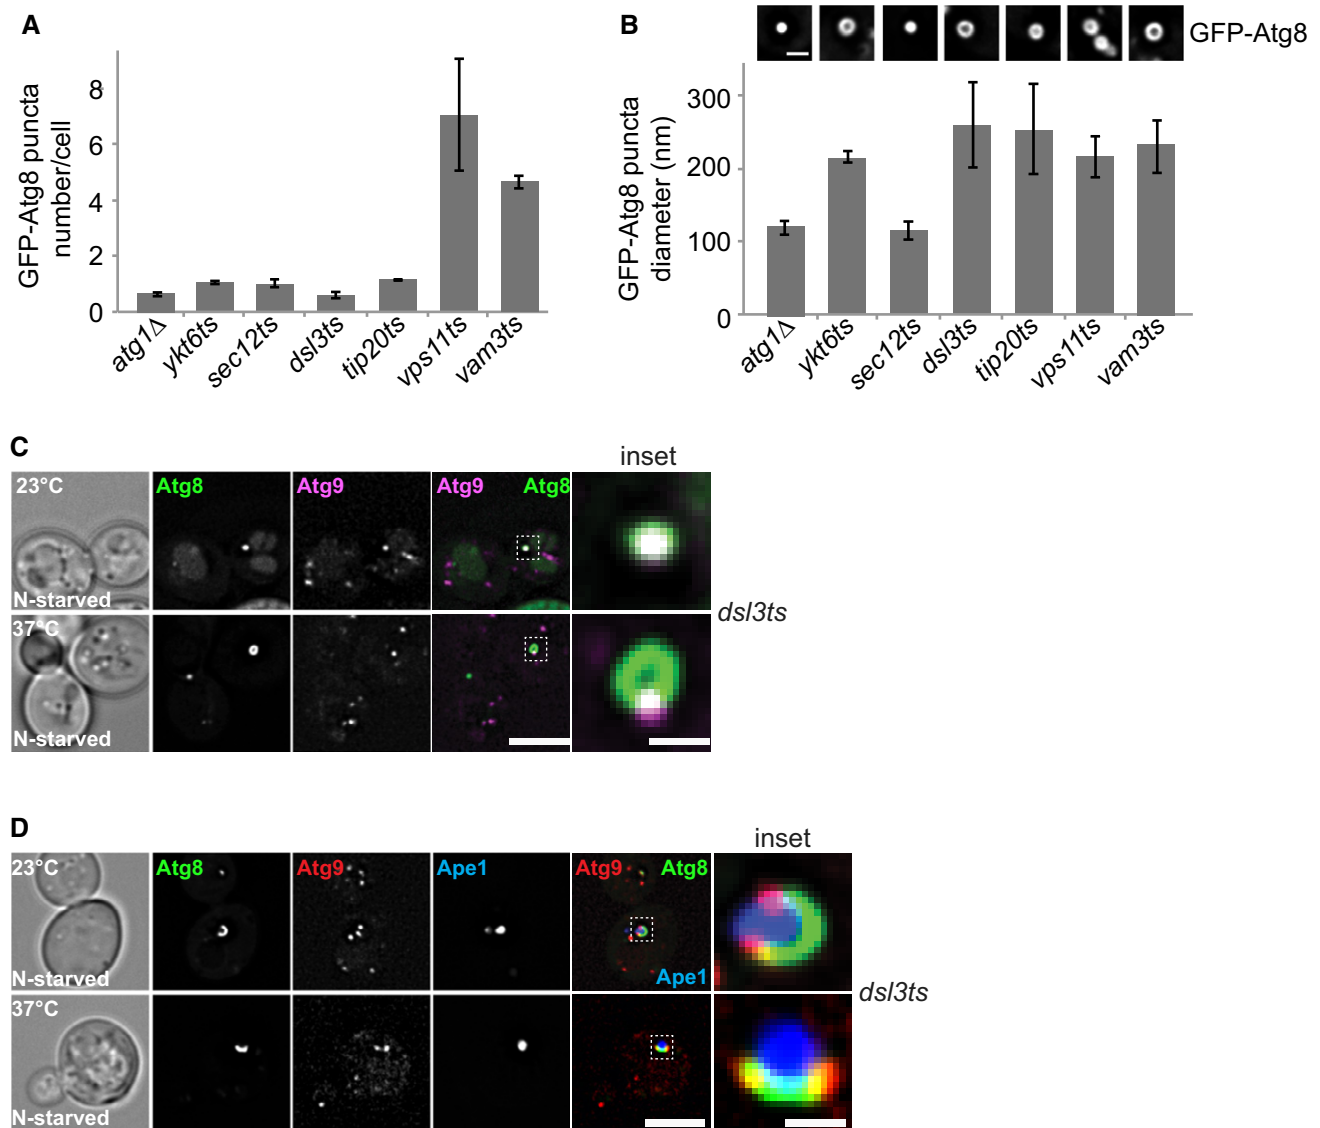 A
GFP-Atg8 puncta
number/cell
8
6
4
2
0
atg1Δ
ykt6ts
sec12ts
dsl3ts
tip20ts
vps11ts
vam3ts
B
GFP-Atg8
GFP-Atg8 puncta
diameter (nm)
300
200
100
0
atg1Δ
ykt6ts
sec12ts
dsl3ts
tip20ts
vps11ts
vam3ts
C
inset
23°C
Atg8
Atg9
Atg9 Atg8
N-starved
dsl3ts
37°C
N-starved
D
inset
23°C
Atg8
Atg9
Ape1
Atg9 Atg8
N-starved
Ape1
dsl3ts
37°C
N-starved